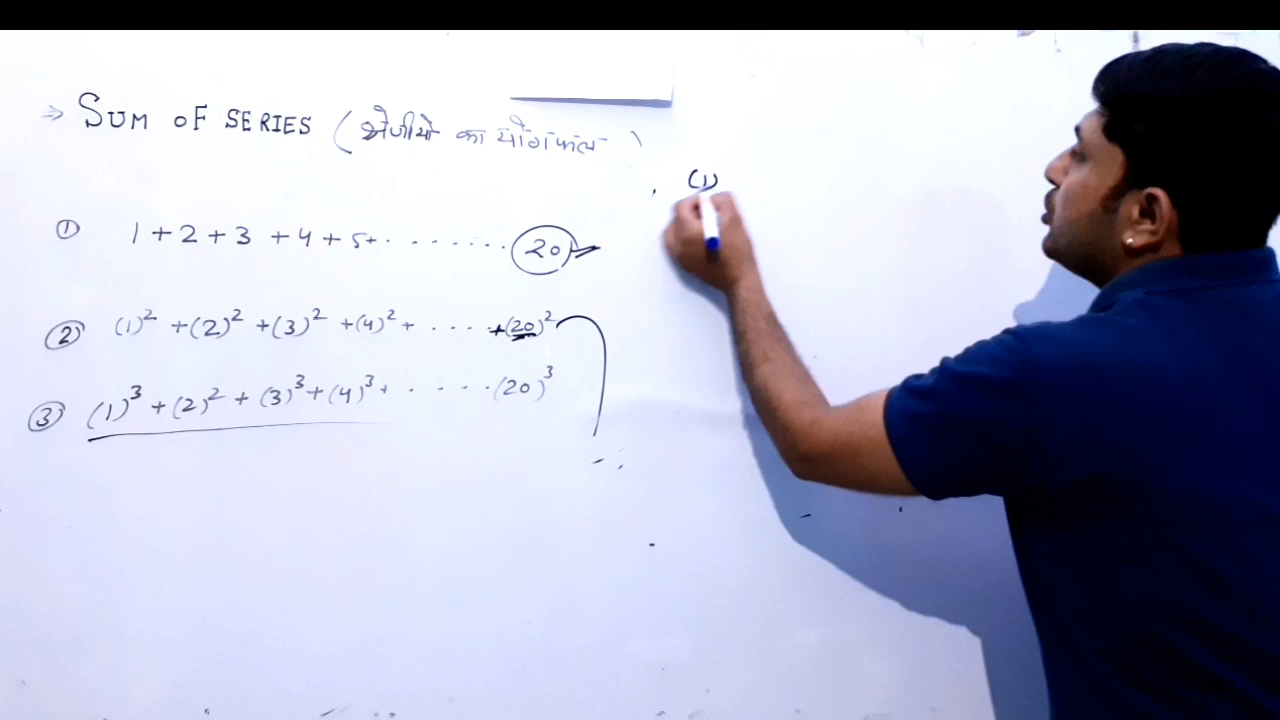 ⇒ SUM OF SERIES (श्रेणीयो का योगफल)
① 1 + 2 + 3 + 4 + 5 + . . . . . . . 20
② (1)² + (2)² + (3)² + (4)² + . . . . + (20)²
③ (1)³ + (2)² + (3)³ + (4)³ + . . . . . (20)³
(1)